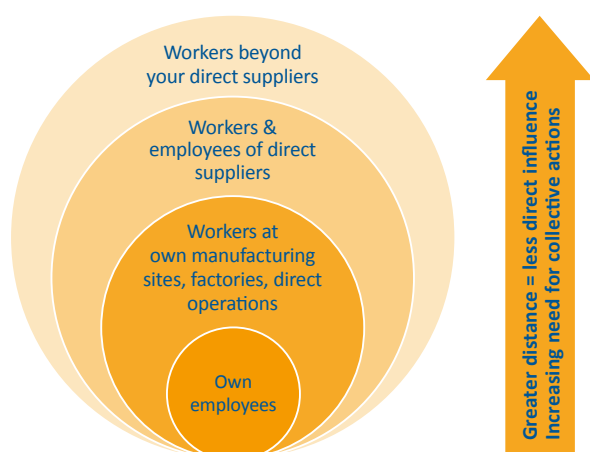 Workers beyond
your direct suppliers
Workers &
employees of direct
suppliers
Workers at
own manufacturing
sites, factories, direct
operations
Own
employees
Greater distance = less direct influence
Increasing need for collective actions